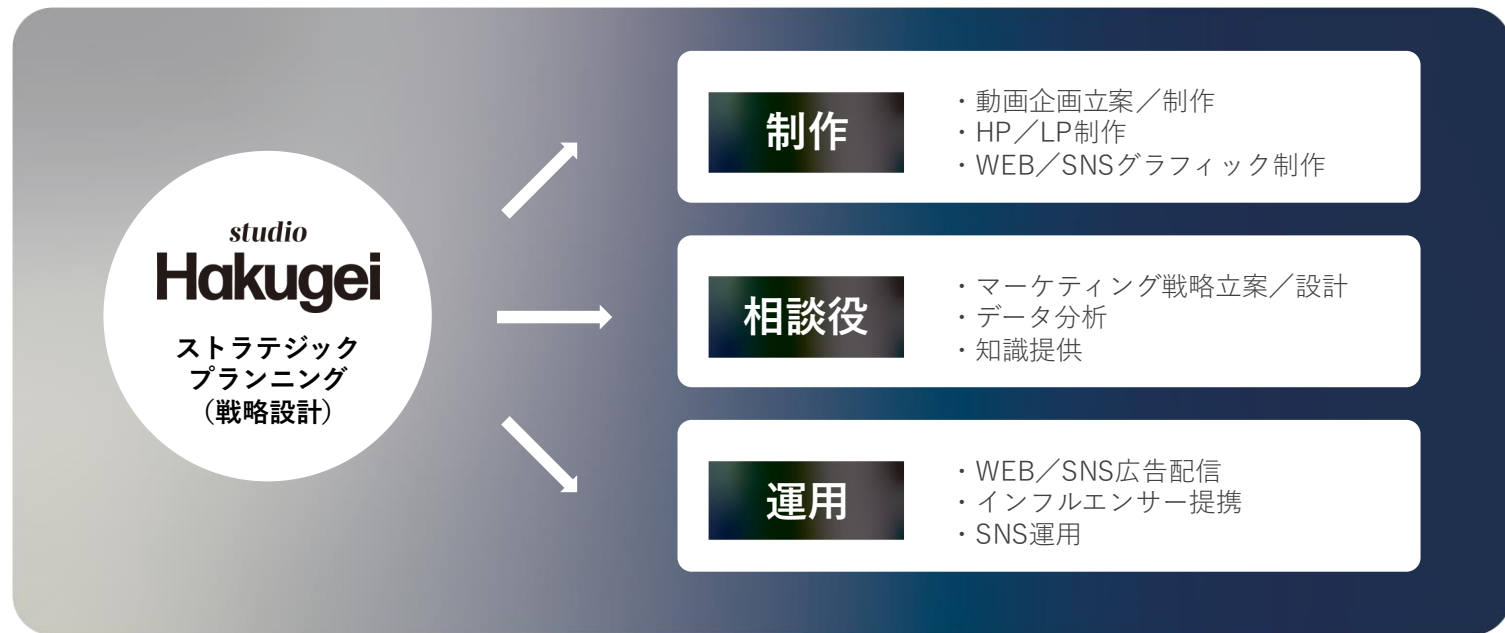 studio
Hakugei
ストラテジック
プランニング
（戦略設計）
制作
・動画企画立案／制作
・HP／LP制作
・WEB／SNSグラフィック制作
相談役
・マーケティング戦略立案／設計
・データ分析
・知識提供
運用
・WEB／SNS広告配信
・インフルエンサー提携
・SNS運用